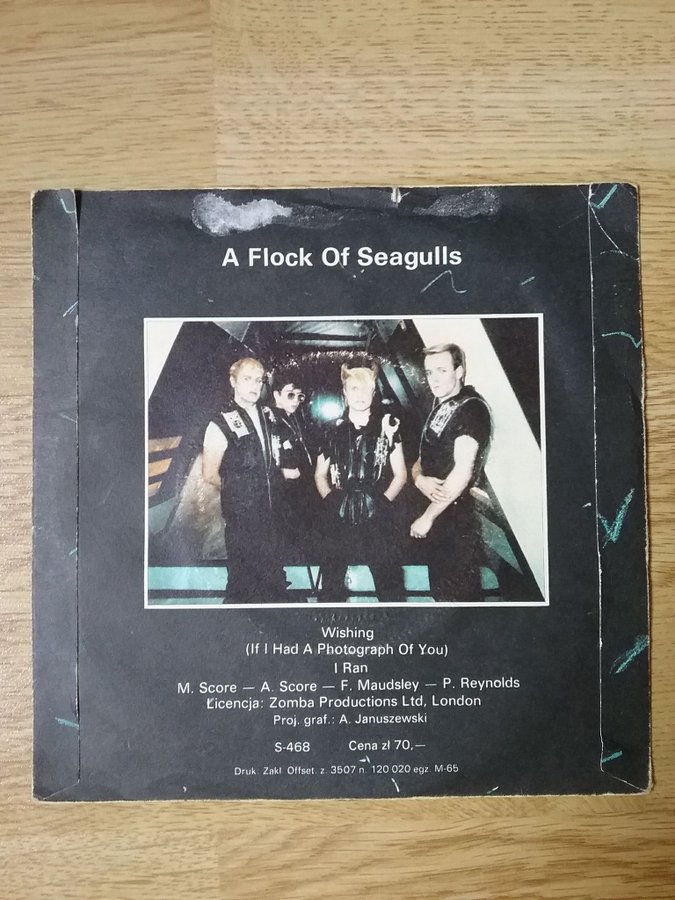 A Flock Of Seagulls
Wishing
(If I Had A Photograph Of You)
I Ran
M. Score — A. Score — F. Maudsley — P. Reynolds
Licencja: Zomba Productions Ltd, London
Proj. graf.: A. Januszewski
S-468 Cena zł 70,—
Druk. Zakł. Offset. z. 3507 n. 120 020 egz. M-65